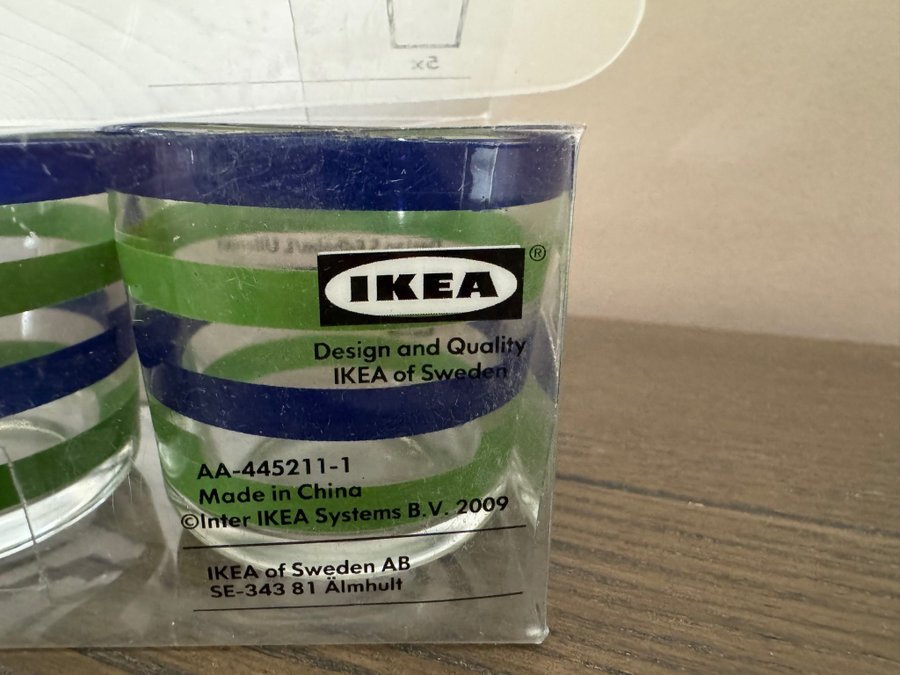 5x
IKEA®
Design and Quality
IKEA of Sweden
AA-445211-1
Made in China
©Inter IKEA Systems B.V. 2009
IKEA of Sweden AB
SE-343 81 Älmhult